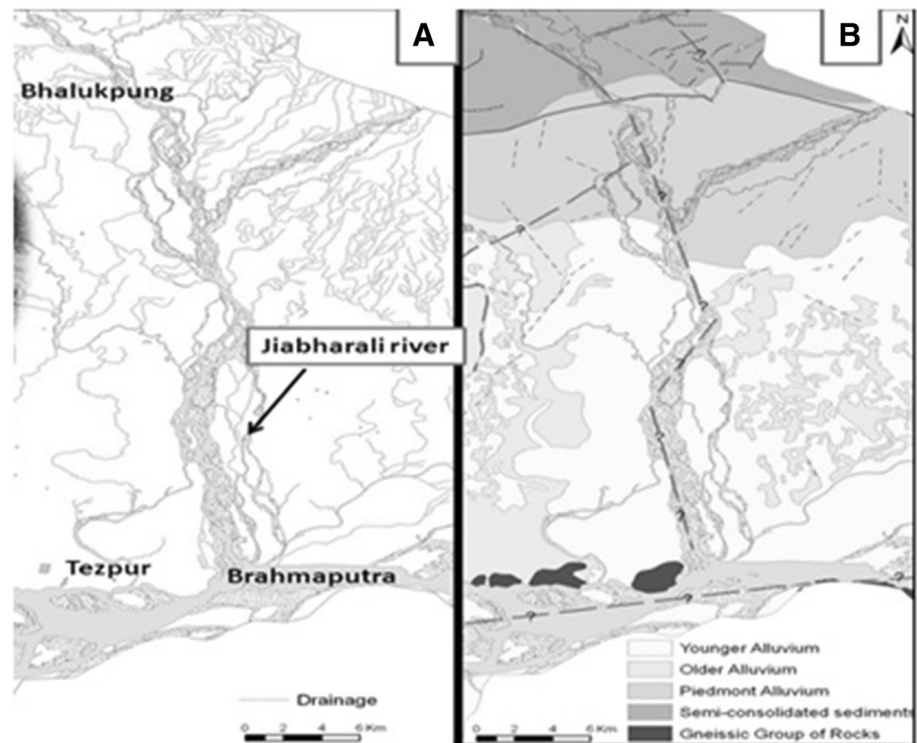 A
Bhalukpung
Jiabharali river
Tezpur
Brahmaputra
Drainage
0 2 4 6 Km
B
N
?
?
?
?
?
?
?
?
?
Younger Alluvium
Older Alluvium
Piedmont Alluvium
Semi-consolidated sediments
Gneissic Group of Rocks
0 2 4 6 Km